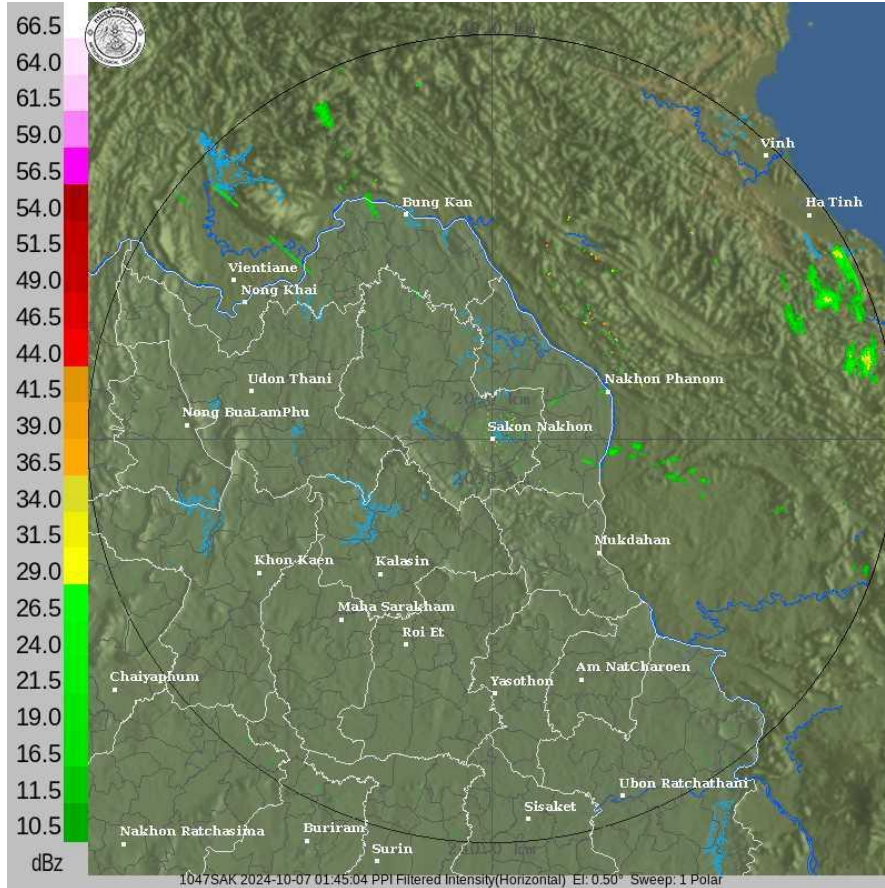 66.5
64.0
61.5
59.0
56.5
54.0
51.5
49.0
46.5
44.0
41.5
39.0
36.5
34.0
31.5
29.0
26.5
24.0
21.5
19.0
16.5
11.5
10.5
dBz
Vinh
Ha Tinh
Bung Kan
Vientiane
Nong Khai
Udon Thani
Nakhon Phanom
Nong BuaLamPhu
Sakon Nakhon
Mukdahan
Khon Kaen
Kalasin
Maha Sarakham
Roi Et
Chaiyaphum
Yasothon
Am NatCharoen
Ubon Ratchathani
Sisaket
Nakhon Ratchasima
Buriram
Surin
1047SAK 2024-10-07 01:45:04 PPI Filtered Intensity(Horizontal) El: 0.50° Sweep: 1 Polar